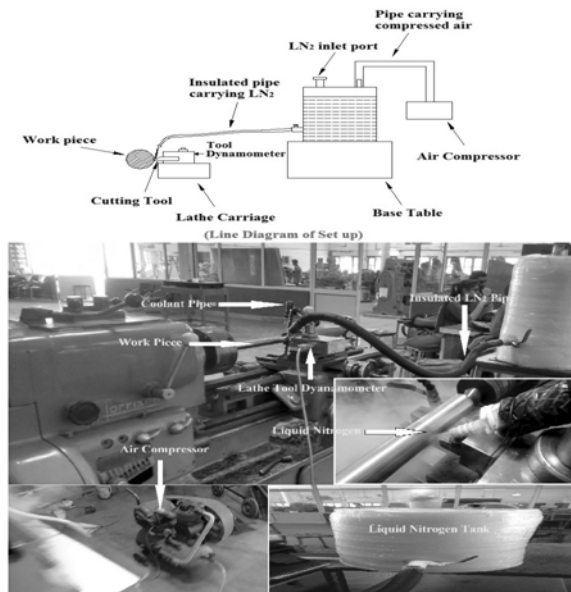 Pipe carrying
compressed air
LN₂ inlet port
Insulated pipe
carrying LN₂
Work piece
Tool
Dynamometer
Air Compressor
Cutting Tool
Lathe Carriage
Base Table
(Line Diagram of Set up)
Coolant Pipe
Insulated LN₂ Pip
Work Piece
Lathe Tool Dyanamometer
Liquid Nitrogen
Air Compressor
Liquid Nitrogen Tank